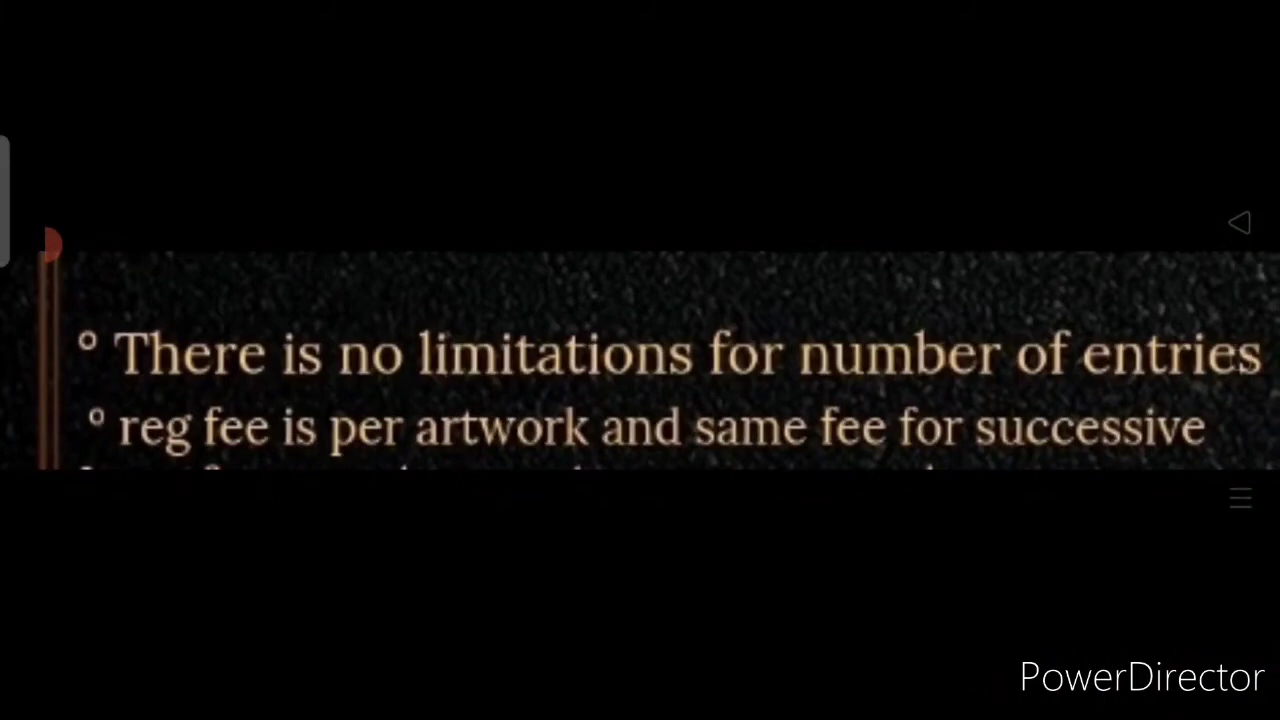 ° There is no limitations for number of entries
° reg fee is per artwork and same fee for successive
PowerDirector